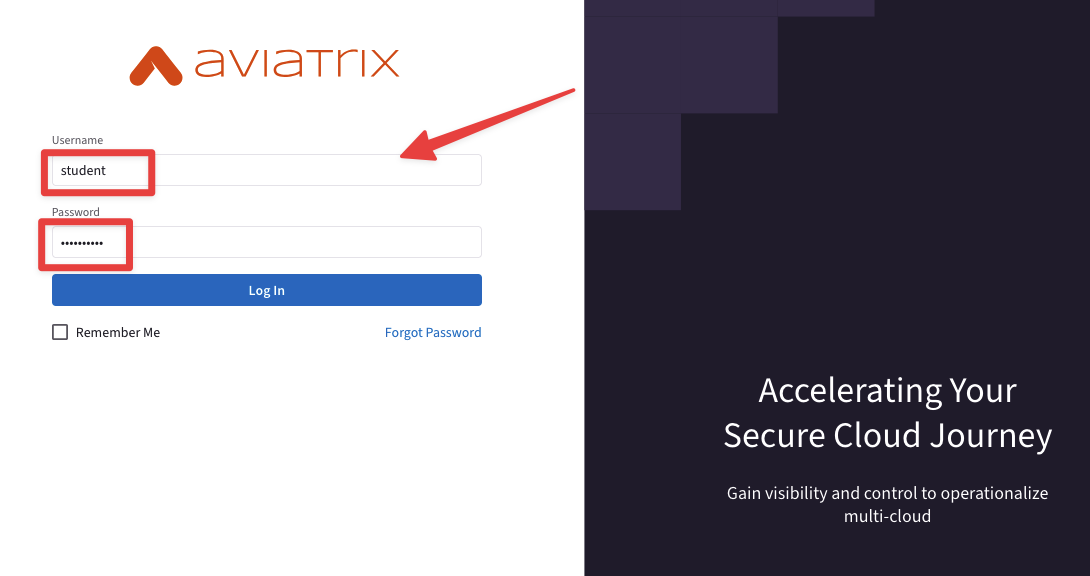 aviatrix
Username
student
Password
••••••••••
Log In
Remember Me
Forgot Password
Accelerating Your
Secure Cloud Journey
Gain visibility and control to operationalize
multi-cloud